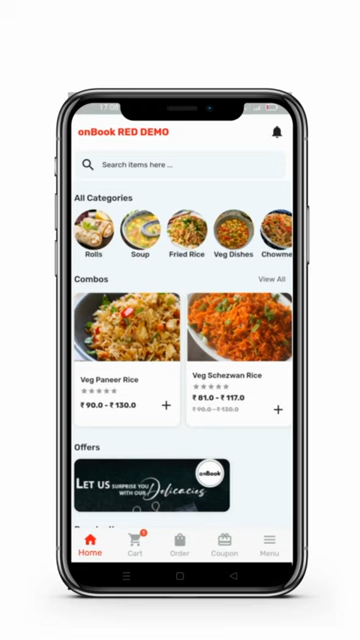 onBook RED DEMO
Search items here ...
All Categories
Rolls
Soup
Fried Rice
Veg Dishes
Chowme
Combos
View All
Veg Paneer Rice
₹ 90.0 - ₹ 130.0
Veg Schezwan Rice
₹ 81.0 - ₹ 117.0
₹ 90.0 - ₹ 130.0
Offers
onBook
LET US SURPRISE YOU
WITH OUR Delicacies
Home
Cart
1
Order
Coupon
Menu